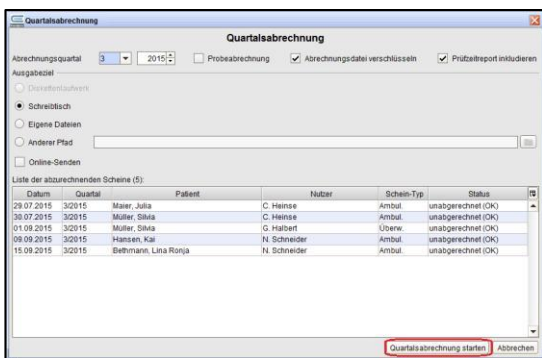 Quartalsabrechnung
Quartalsabrechnung
Abrechnungsquartal 3 2015 Probeabrechnung Abrechnungsdatei verschlüsseln Prüfzeitreport inkludieren
Ausgabeziel
Diskettenlaufwerk
Schreibtisch
Eigene Dateien
Anderer Pfad
Online-Senden
Liste der abzurechnenden Scheine (5):
Datum Quartal Patient Nutzer Schein-Typ Status
29.07.2015 3/2015 Maier, Julia C. Heinse Ambul. unabgerechnet (OK)
30.07.2015 3/2015 Müller, Silvia C. Heinse Ambul. unabgerechnet (OK)
01.09.2015 3/2015 Müller, Silvia G. Halbert Überw. unabgerechnet (OK)
09.09.2015 3/2015 Hansen, Kai N. Schneider Ambul. unabgerechnet (OK)
15.09.2015 3/2015 Bethmann, Lina Ronja N. Schneider Ambul. unabgerechnet (OK)
Quartalsabrechnung starten Abbrechen